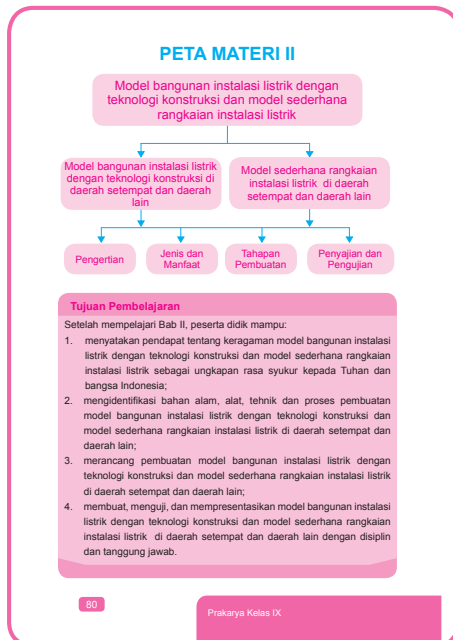 PETA MATERI II
Model bangunan instalasi listrik dengan
teknologi konstruksi dan model sederhana
rangkaian instalasi listrik
Model bangunan instalasi listrik
dengan teknologi konstruksi di
daerah setempat dan daerah
lain
Model sederhana rangkaian
instalasi listrik di daerah
setempat dan daerah lain
Pengertian
Jenis dan
Manfaat
Tahapan
Pembuatan
Penyajian dan
Pengujian
Tujuan Pembelajaran
Setelah mempelajari Bab II, peserta didik mampu:
1. menyatakan pendapat tentang keragaman model bangunan instalasi
listrik dengan teknologi konstruksi dan model sederhana rangkaian
instalasi listrik sebagai ungkapan rasa syukur kepada Tuhan dan
bangsa Indonesia;
2. mengidentifikasi bahan alam, alat, tehnik dan proses pembuatan
model bangunan instalasi listrik dengan teknologi konstruksi dan
model sederhana rangkaian instalasi listrik di daerah setempat dan
daerah lain;
3. merancang pembuatan model bangunan instalasi listrik dengan
teknologi konstruksi dan model sederhana rangkaian instalasi listrik
di daerah setempat dan daerah lain;
4. membuat, menguji, dan mempresentasikan model bangunan instalasi
listrik dengan teknologi konstruksi dan model sederhana rangkaian
instalasi listrik di daerah setempat dan daerah lain dengan disiplin
dan tanggung jawab.
80
Prakarya Kelas IX